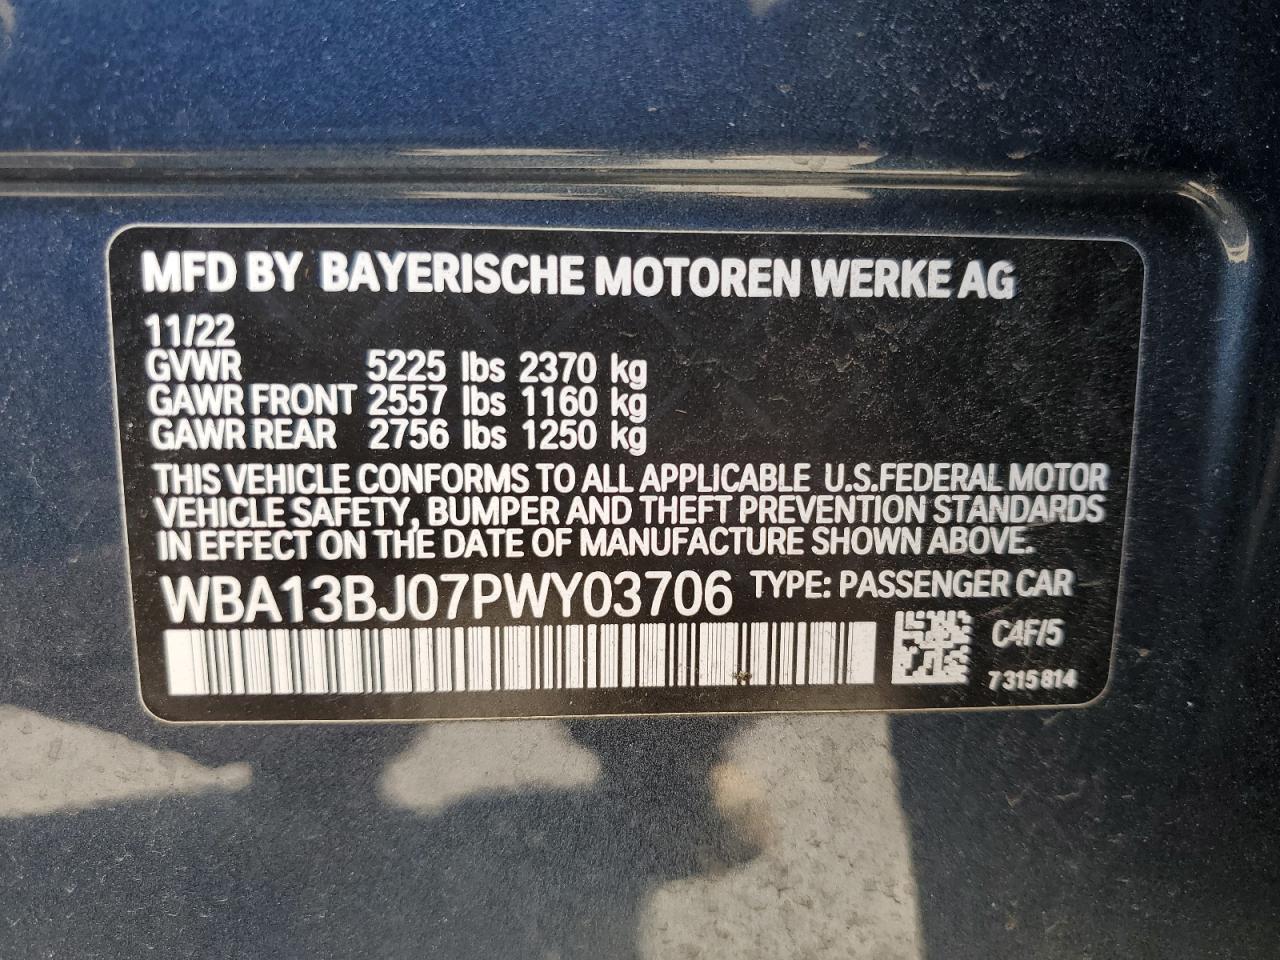 MFD BY BAYERISCHE MOTOREN WERKE AG
11/22
GVWR 5225 lbs 2370 kg
GAWR FRONT 2557 lbs 1160 kg
GAWR REAR 2756 lbs 1250 kg
THIS VEHICLE CONFORMS TO ALL APPLICABLE U.S.FEDERAL MOTOR
VEHICLE SAFETY, BUMPER AND THEFT PREVENTION STANDARDS
IN EFFECT ON THE DATE OF MANUFACTURE SHOWN ABOVE.
WBA13BJ07PWY03706 TYPE: PASSENGER CAR
C4F/5
7 315 814